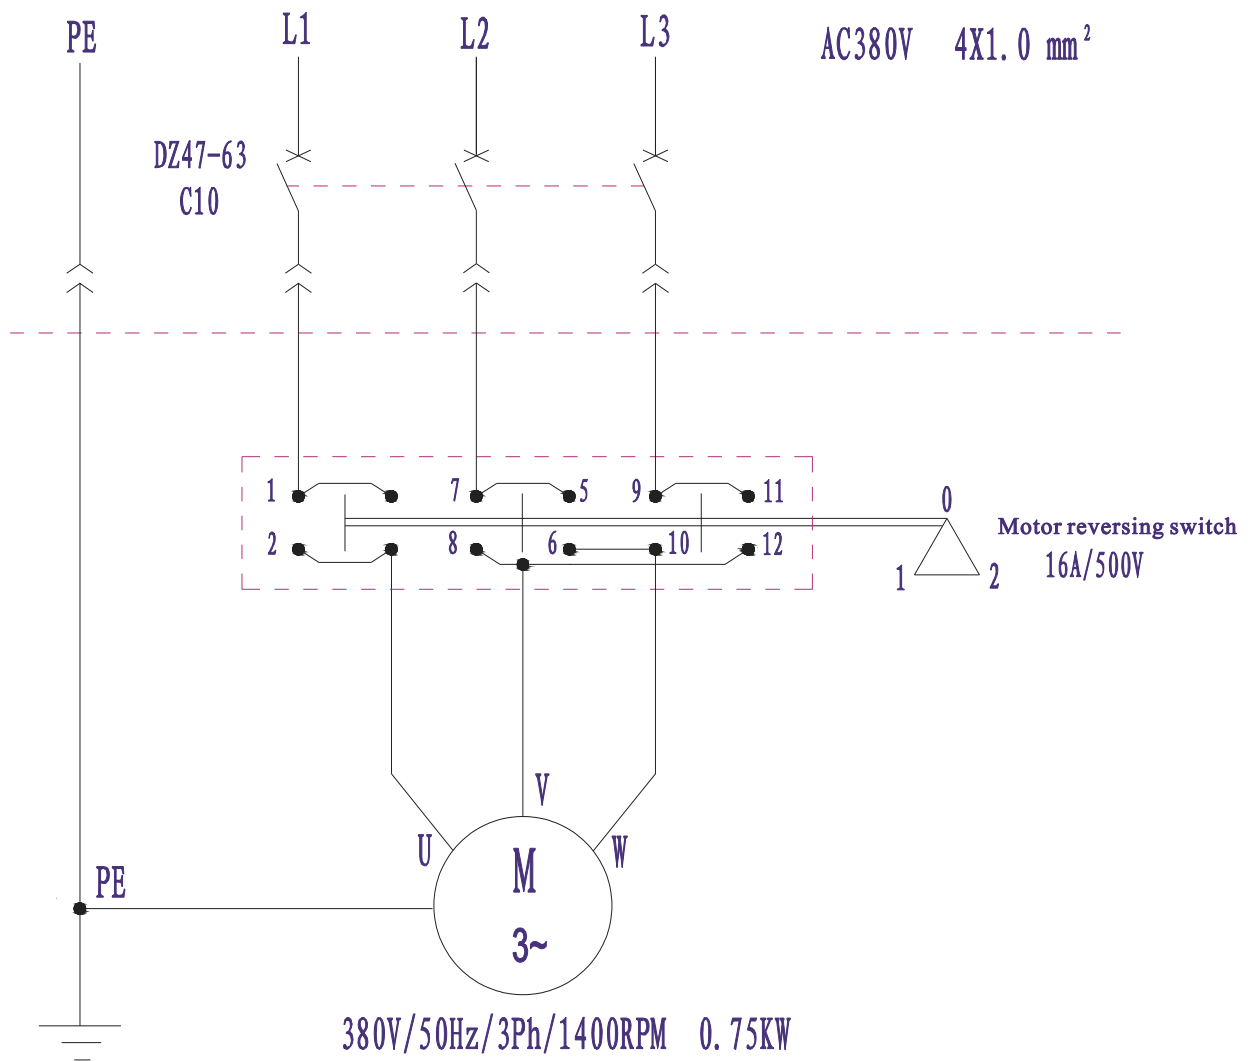 PE L1 L2 L3 AC380V 4X1.0 mm²
DZ47-63
C10
1 7 5 9 11
0
Motor reversing switch
2 8 6 10 12
16A/500V
1 2
V
U W
M
PE
3~
380V/50Hz/3Ph/1400RPM 0.75KW